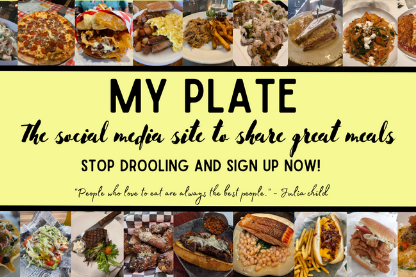 MY PLATE
The social media site to share great meals
STOP DROOLING AND SIGN UP NOW!
"People who love to eat are always the best people." - Julia child